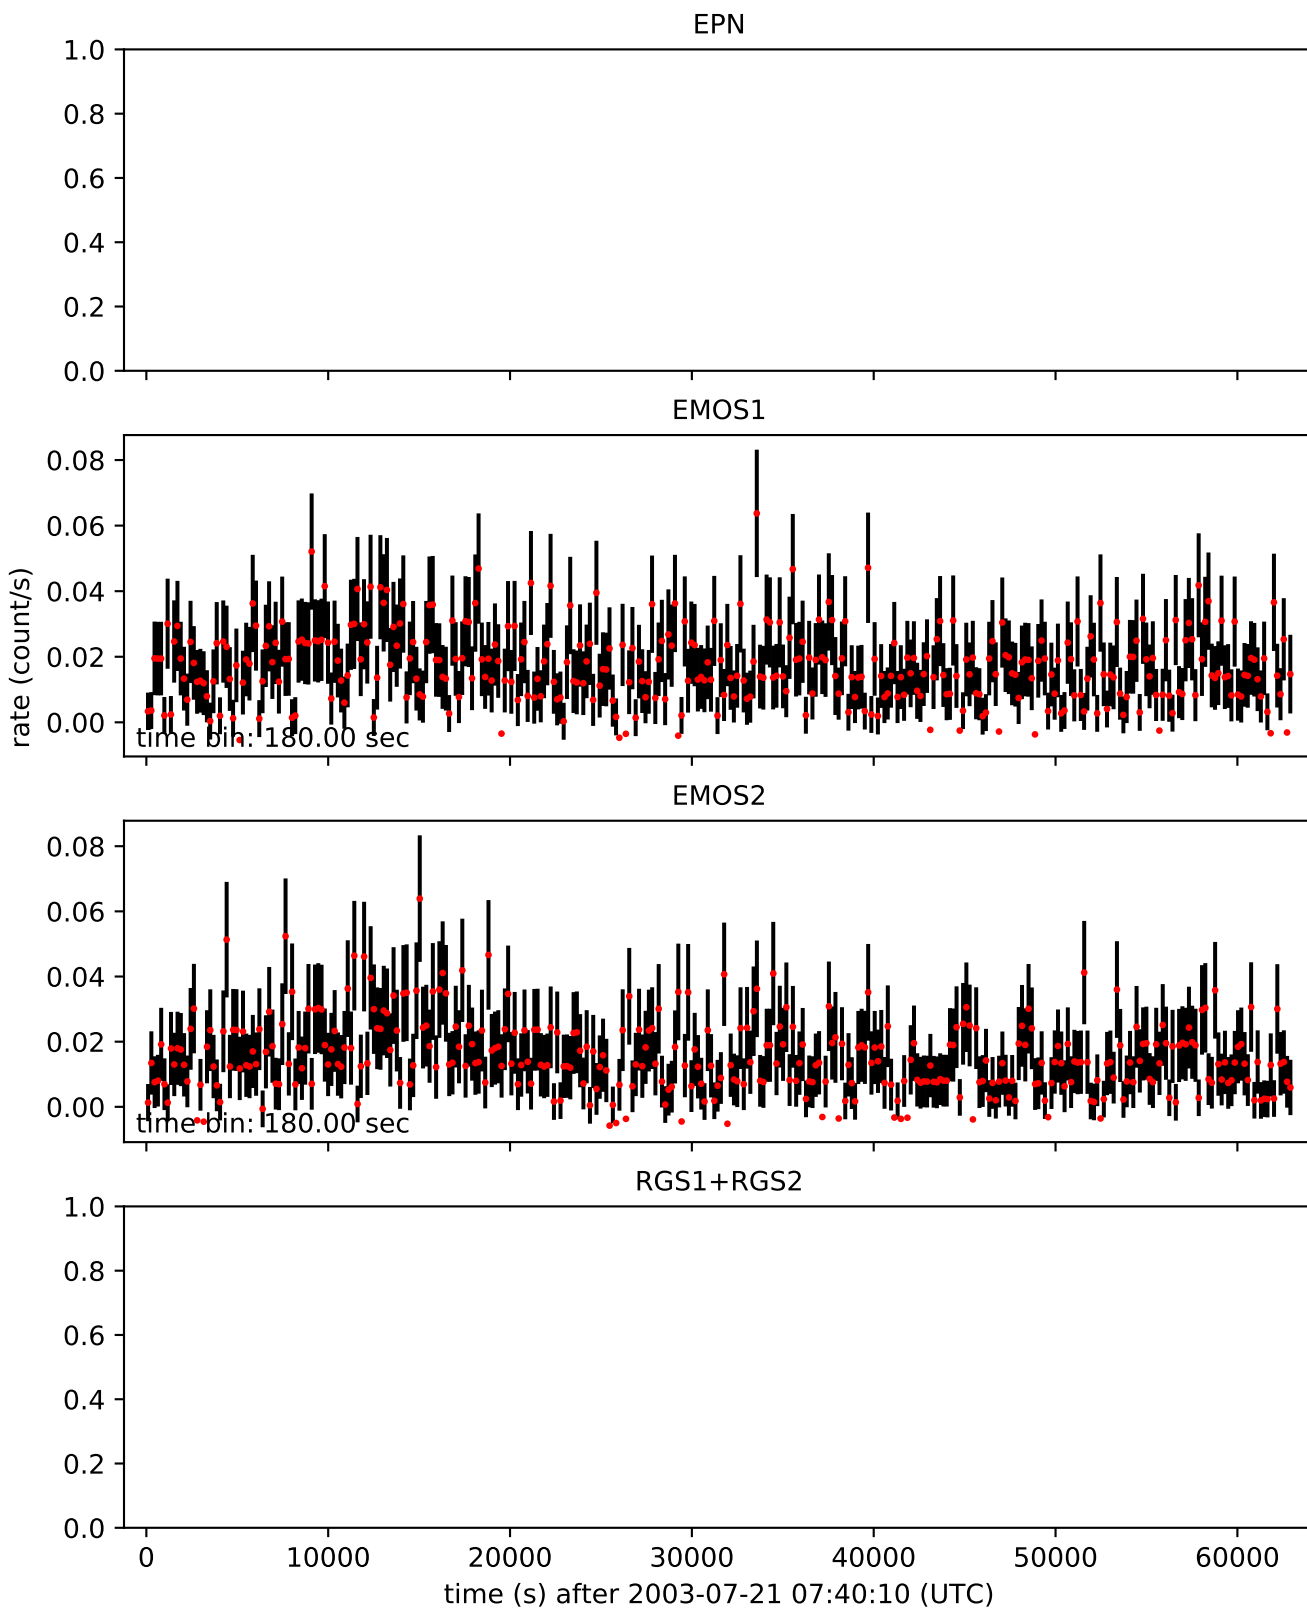 EPN
1.0
0.8
0.6
0.4
0.2
0.0
EMOS1
0.08
0.06
0.04
0.02
0.00
rate (count/s)
time bin: 180.00 sec
EMOS2
0.08
0.06
0.04
0.02
0.00
time bin: 180.00 sec
RGS1+RGS2
1.0
0.8
0.6
0.4
0.2
0.0
0 10000 20000 30000 40000 50000 60000
time (s) after 2003-07-21 07:40:10 (UTC)